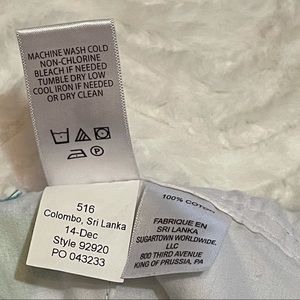 MACHINE WASH COLD
NON-CHLORINE
BLEACH IF NEEDED
TUMBLE DRY LOW
COOL IRON IF NEEDED
OR DRY CLEAN
P
516
Colombo, Sri Lanka
14-Dec
Style 92920
PO 043233
100% COTTON
FABRIQUE EN
SRI LANKA
SUGARTOWN WORLDWIDE,
LLC
800 THIRD AVENUE
KING OF PRUSSIA, PA